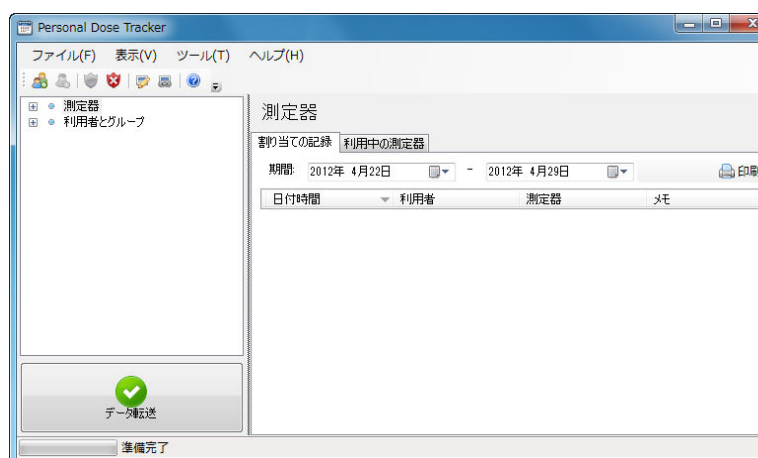 Personal Dose Tracker
ファイル(F) 表示(V) ツール(T) ヘルプ(H)
測定器
利用者とグループ
測定器
割り当ての記録 利用中の測定器
期間: 2012年 4月22日 - 2012年 4月29日 印刷
日付時間 利用者 測定器 メモ
データ転送
準備完了